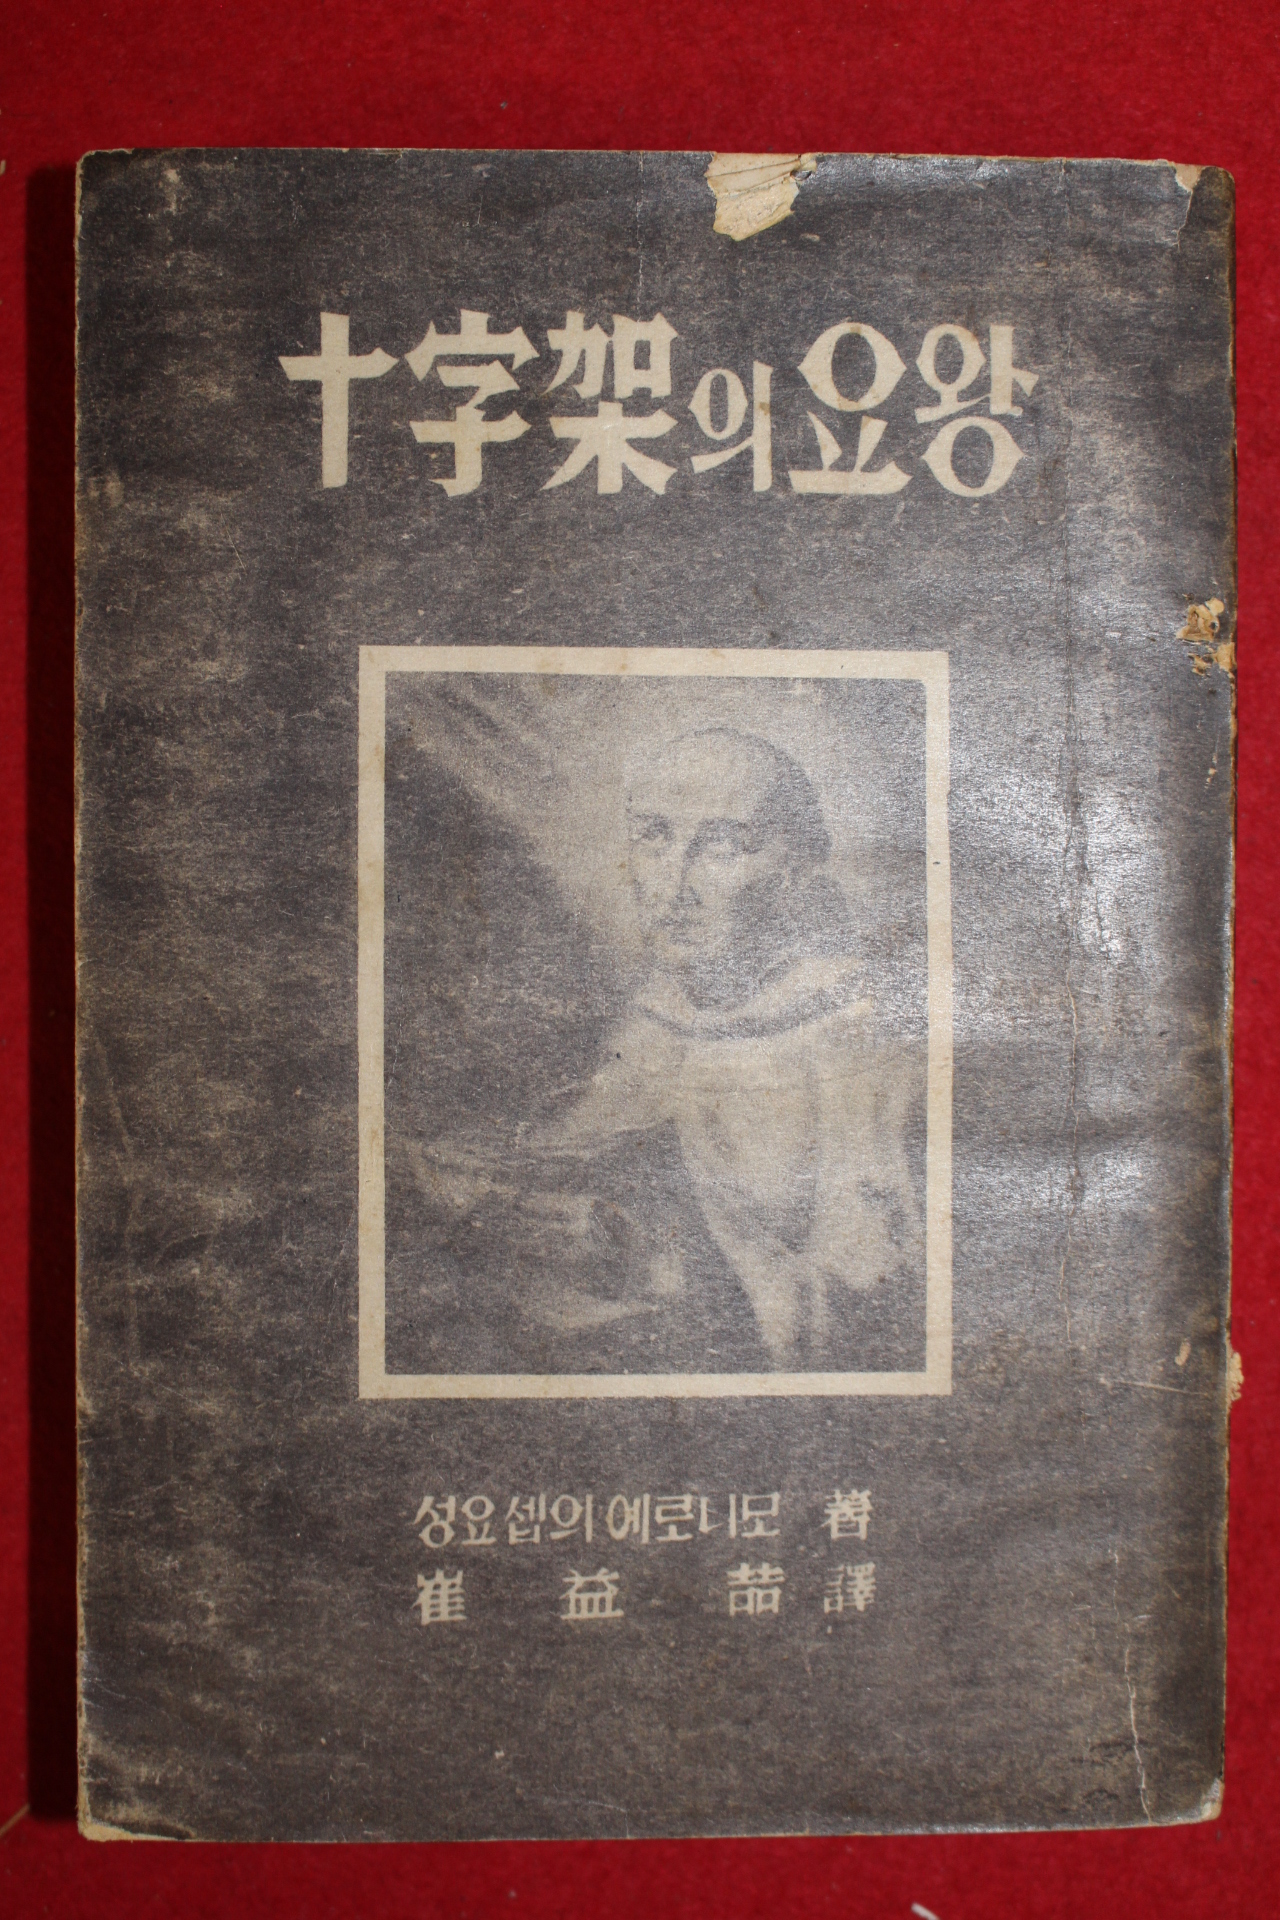 十字架의 요왕
성요셉의 예로니모 著
崔益喆 譯